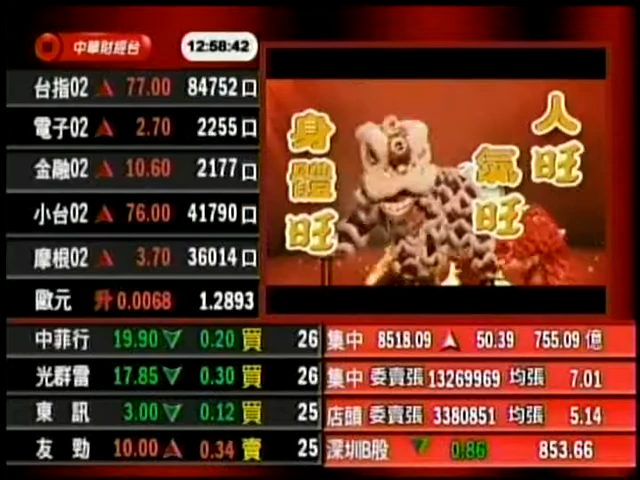 中華財經台
12:58:42
台指02 ▲ 77.00 84752口
電子02 ▲ 2.70 2255口
金融02 ▲ 10.60 2177口
小台02 ▲ 76.00 41790口
摩根02 ▲ 3.70 36014口
歐元 升0.0068 1.2893
人旺
氣旺
身體旺
中菲行 19.90 ▽ 0.20 買 26
光群雷 17.85 ▽ 0.30 買 26
東訊 3.00 ▽ 0.12 買 25
友勁 10.00 △ 0.34 賣 25
集中 8518.09 ▲ 50.39 755.09億
集中 委賣張 13269969 均張 7.01
店頭 委賣張 3380851 均張 5.14
深圳B股 ▼ 0.86 853.66